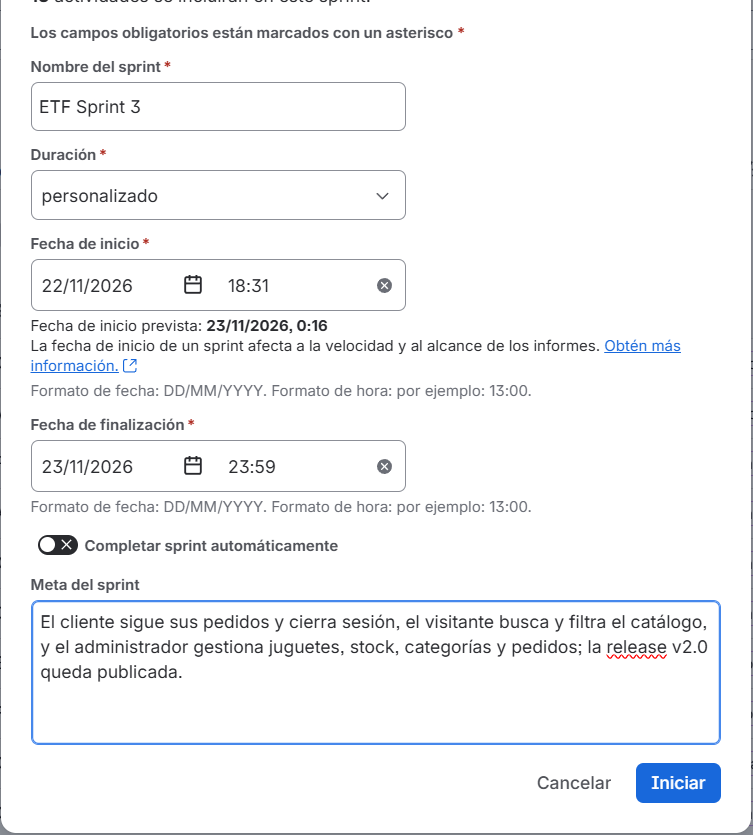 Los campos obligatorios están marcados con un asterisco *
Nombre del sprint *
ETF Sprint 3
Duración *
personalizado
Fecha de inicio *
22/11/2026 18:31
Fecha de inicio prevista: 23/11/2026, 0:16
La fecha de inicio de un sprint afecta a la velocidad y al alcance de los informes. Obtén más
información.
Formato de fecha: DD/MM/YYYY. Formato de hora: por ejemplo: 13:00.
Fecha de finalización *
23/11/2026 23:59
Formato de fecha: DD/MM/YYYY. Formato de hora: por ejemplo: 13:00.
Completar sprint automáticamente
Meta del sprint
El cliente sigue sus pedidos y cierra sesión, el visitante busca y filtra el catálogo,
y el administrador gestiona juguetes, stock, categorías y pedidos; la release v2.0
queda publicada.
Cancelar Iniciar